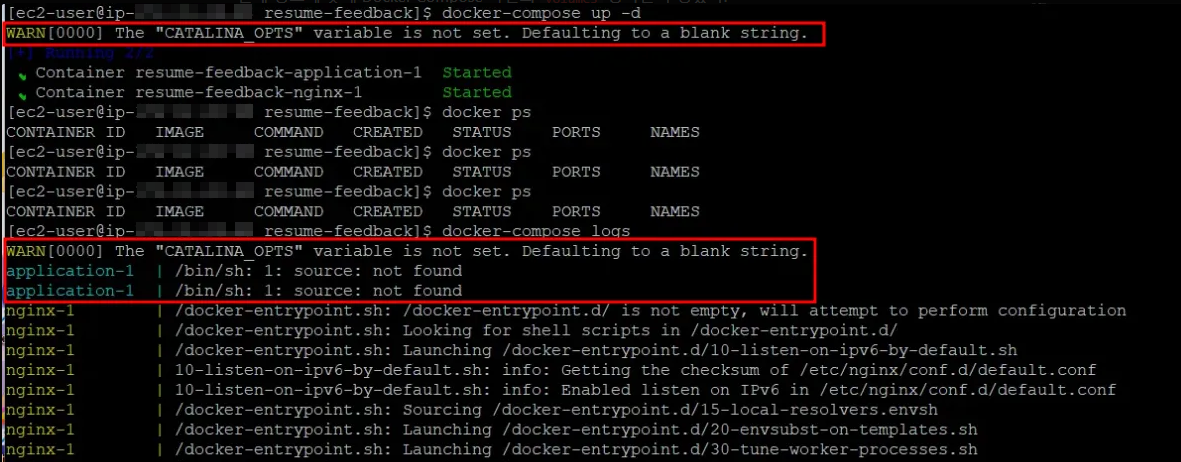 [ec2-user@ip- resume-feedback]$ docker-compose up -d
WARN[0000] The "CATALINA_OPTS" variable is not set. Defaulting to a blank string.
[+] Running 2/2
Container resume-feedback-application-1 Started
Container resume-feedback-nginx-1 Started
[ec2-user@ip- resume-feedback]$ docker ps
CONTAINER ID IMAGE COMMAND CREATED STATUS PORTS NAMES
[ec2-user@ip- resume-feedback]$ docker ps
CONTAINER ID IMAGE COMMAND CREATED STATUS PORTS NAMES
[ec2-user@ip- resume-feedback]$ docker ps
CONTAINER ID IMAGE COMMAND CREATED STATUS PORTS NAMES
[ec2-user@ip- resume-feedback]$ docker-compose logs
WARN[0000] The "CATALINA_OPTS" variable is not set. Defaulting to a blank string.
application-1 | /bin/sh: 1: source: not found
application-1 | /bin/sh: 1: source: not found
nginx-1 | /docker-entrypoint.sh: /docker-entrypoint.d/ is not empty, will attempt to perform configuration
nginx-1 | /docker-entrypoint.sh: Looking for shell scripts in /docker-entrypoint.d/
nginx-1 | /docker-entrypoint.sh: Launching /docker-entrypoint.d/10-listen-on-ipv6-by-default.sh
nginx-1 | 10-listen-on-ipv6-by-default.sh: info: Getting the checksum of /etc/nginx/conf.d/default.conf
nginx-1 | 10-listen-on-ipv6-by-default.sh: info: Enabled listen on IPv6 in /etc/nginx/conf.d/default.conf
nginx-1 | /docker-entrypoint.sh: Sourcing /docker-entrypoint.d/15-local-resolvers.envsh
nginx-1 | /docker-entrypoint.sh: Launching /docker-entrypoint.d/20-envsubst-on-templates.sh
nginx-1 | /docker-entrypoint.sh: Launching /docker-entrypoint.d/30-tune-worker-processes.sh